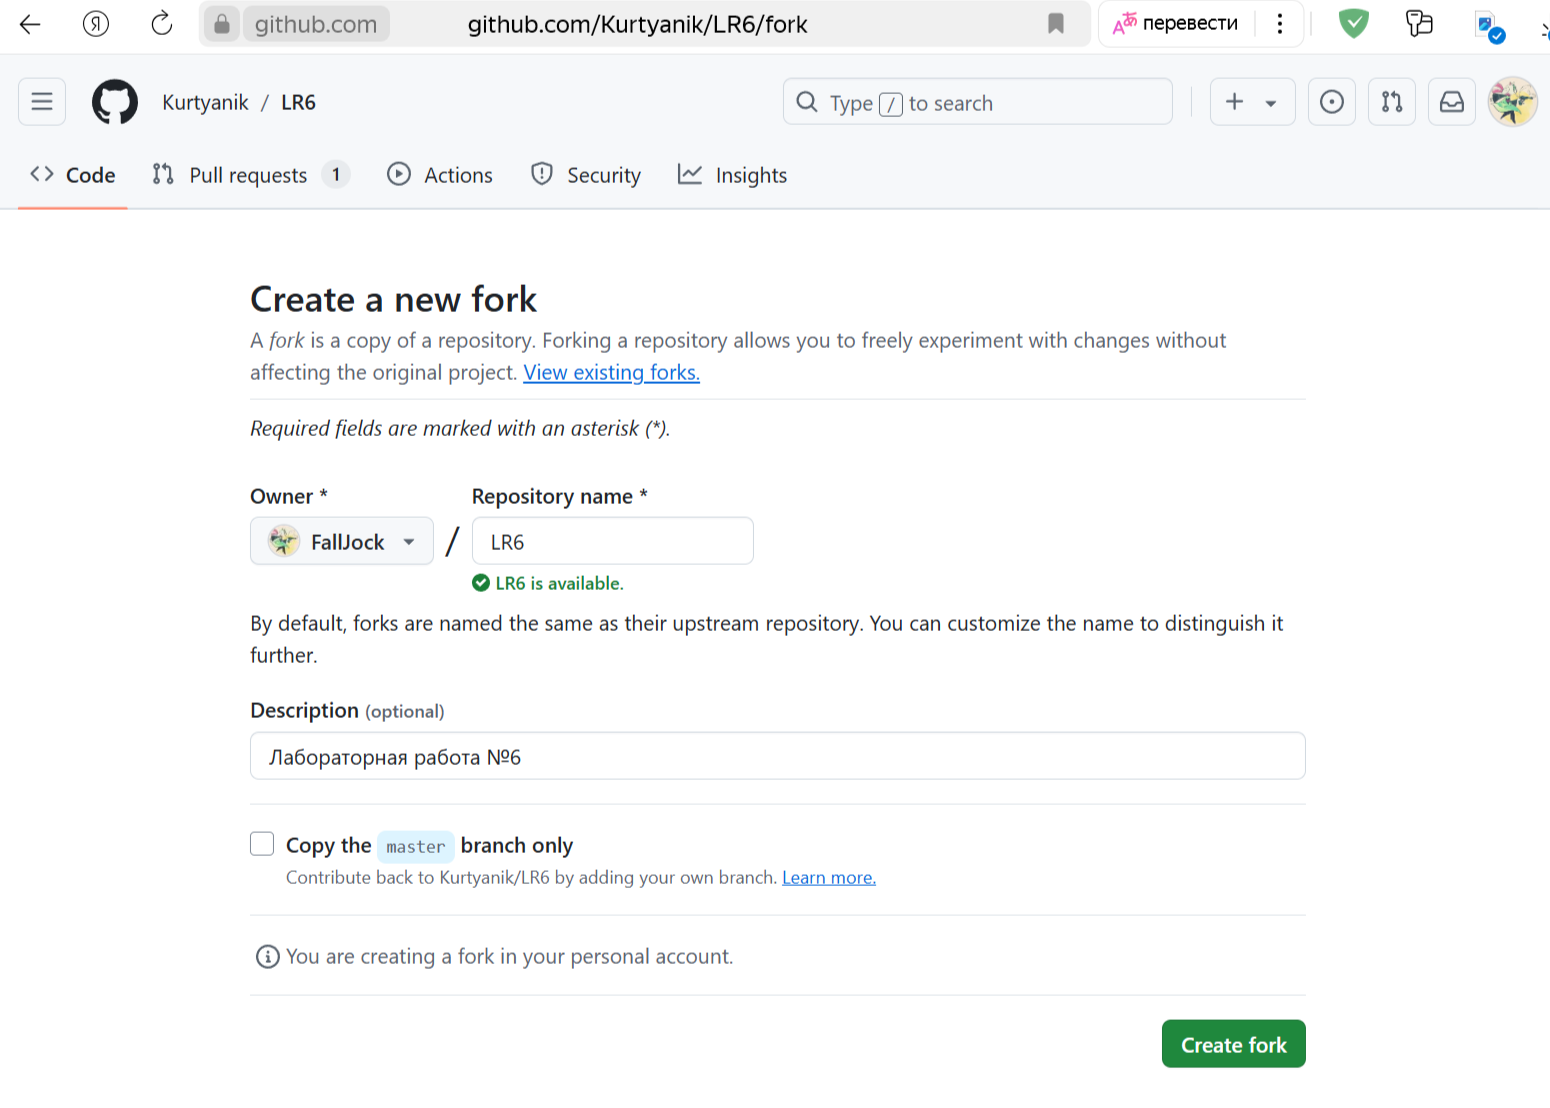 Я github.com github.com/Kurtyanik/LR6/fork перевести
Kurtyanik / LR6 Type / to search
Code Pull requests 1 Actions Security Insights
Create a new fork
A fork is a copy of a repository. Forking a repository allows you to freely experiment with changes without
affecting the original project. View existing forks.
Required fields are marked with an asterisk (*).
Owner * Repository name *
FallJock / LR6
LR6 is available.
By default, forks are named the same as their upstream repository. You can customize the name to distinguish it
further.
Description (optional)
Лабораторная работа №6
Copy the master branch only
Contribute back to Kurtyanik/LR6 by adding your own branch. Learn more.
You are creating a fork in your personal account.
Create fork